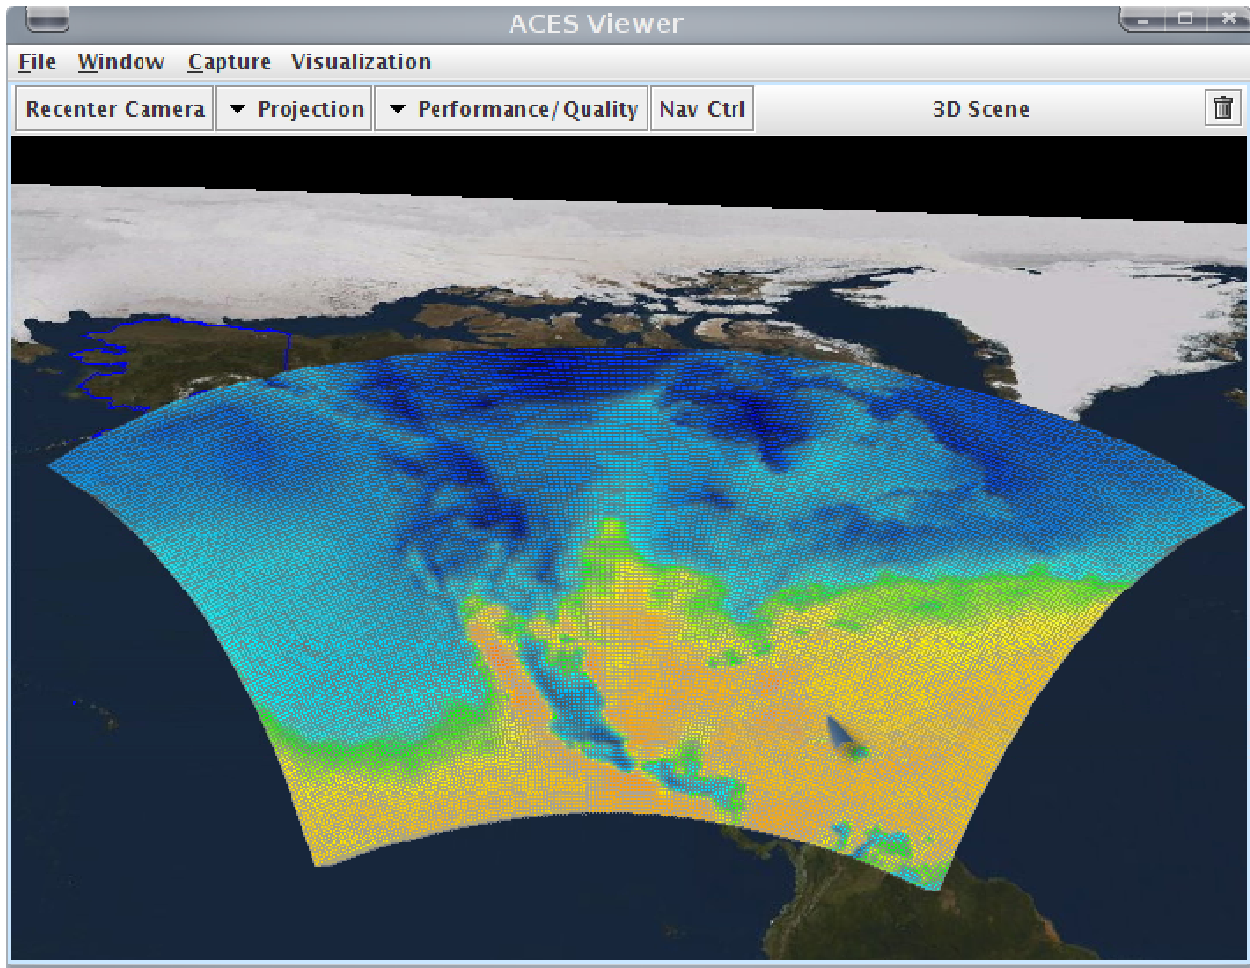 ACES Viewer
File Window Capture Visualization
Recenter Camera Projection Performance/Quality Nav Ctrl 3D Scene